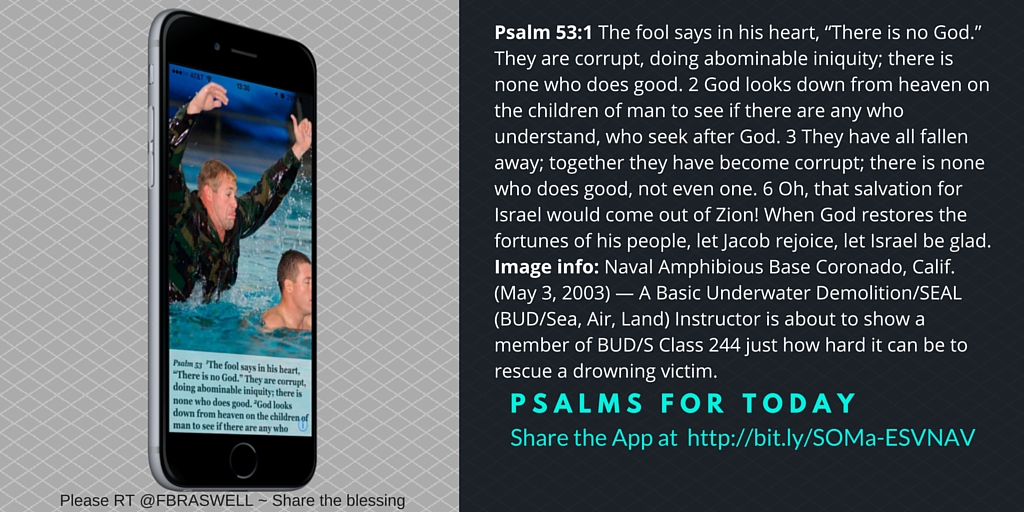 AT&T
13:30
Psalm 53 ¹The fool says in his heart,
“There is no God.” They are corrupt,
doing abominable iniquity; there is
none who does good. ²God looks
down from heaven on the children of
man to see if there are any who
Please RT @FBRASWELL ~ Share the blessing
Psalm 53:1 The fool says in his heart, “There is no God.”
They are corrupt, doing abominable iniquity; there is
none who does good. 2 God looks down from heaven on
the children of man to see if there are any who
understand, who seek after God. 3 They have all fallen
away; together they have become corrupt; there is none
who does good, not even one. 6 Oh, that salvation for
Israel would come out of Zion! When God restores the
fortunes of his people, let Jacob rejoice, let Israel be glad.
Image info: Naval Amphibious Base Coronado, Calif.
(May 3, 2003) — A Basic Underwater Demolition/SEAL
(BUD/Sea, Air, Land) Instructor is about to show a
member of BUD/S Class 244 just how hard it can be to
rescue a drowning victim.
PSALMS FOR TODAY
Share the App at http://bit.ly/SOMa-ESVNAV